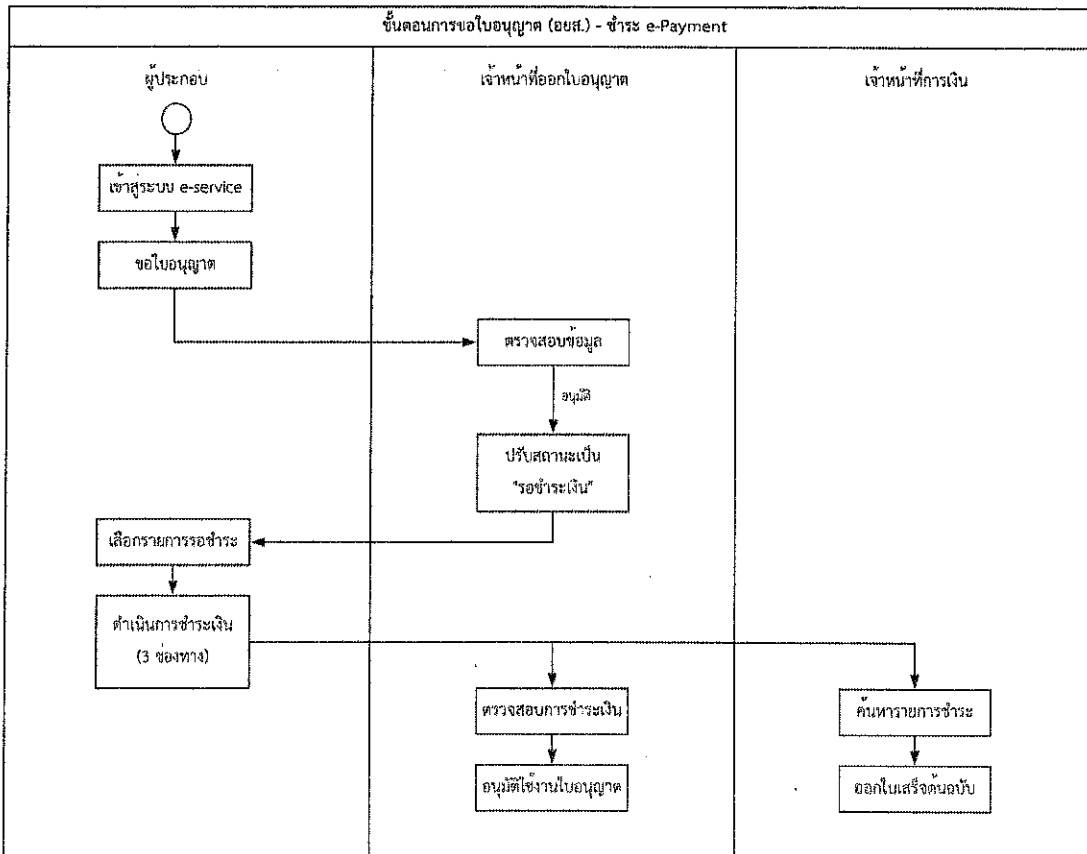 ขั้นตอนการขอใบอนุญาต (อยส.) - ชำระ e-Payment
ผู้ประกอบ
เจ้าหน้าที่ออกใบอนุญาต
เจ้าหน้าที่การเงิน
เข้าสู่ระบบ e-service
ขอใบอนุญาต
ตรวจสอบข้อมูล
อนุมัติ
ปรับสถานะเป็น
"รอชำระเงิน"
เลือกรายการรอชำระ
ดำเนินการชำระเงิน
(3 ช่องทาง)
ตรวจสอบการชำระเงิน
ค้นหารายการชำระ
อนุมัติใช้งานใบอนุญาต
ออกใบเสร็จต้นฉบับ